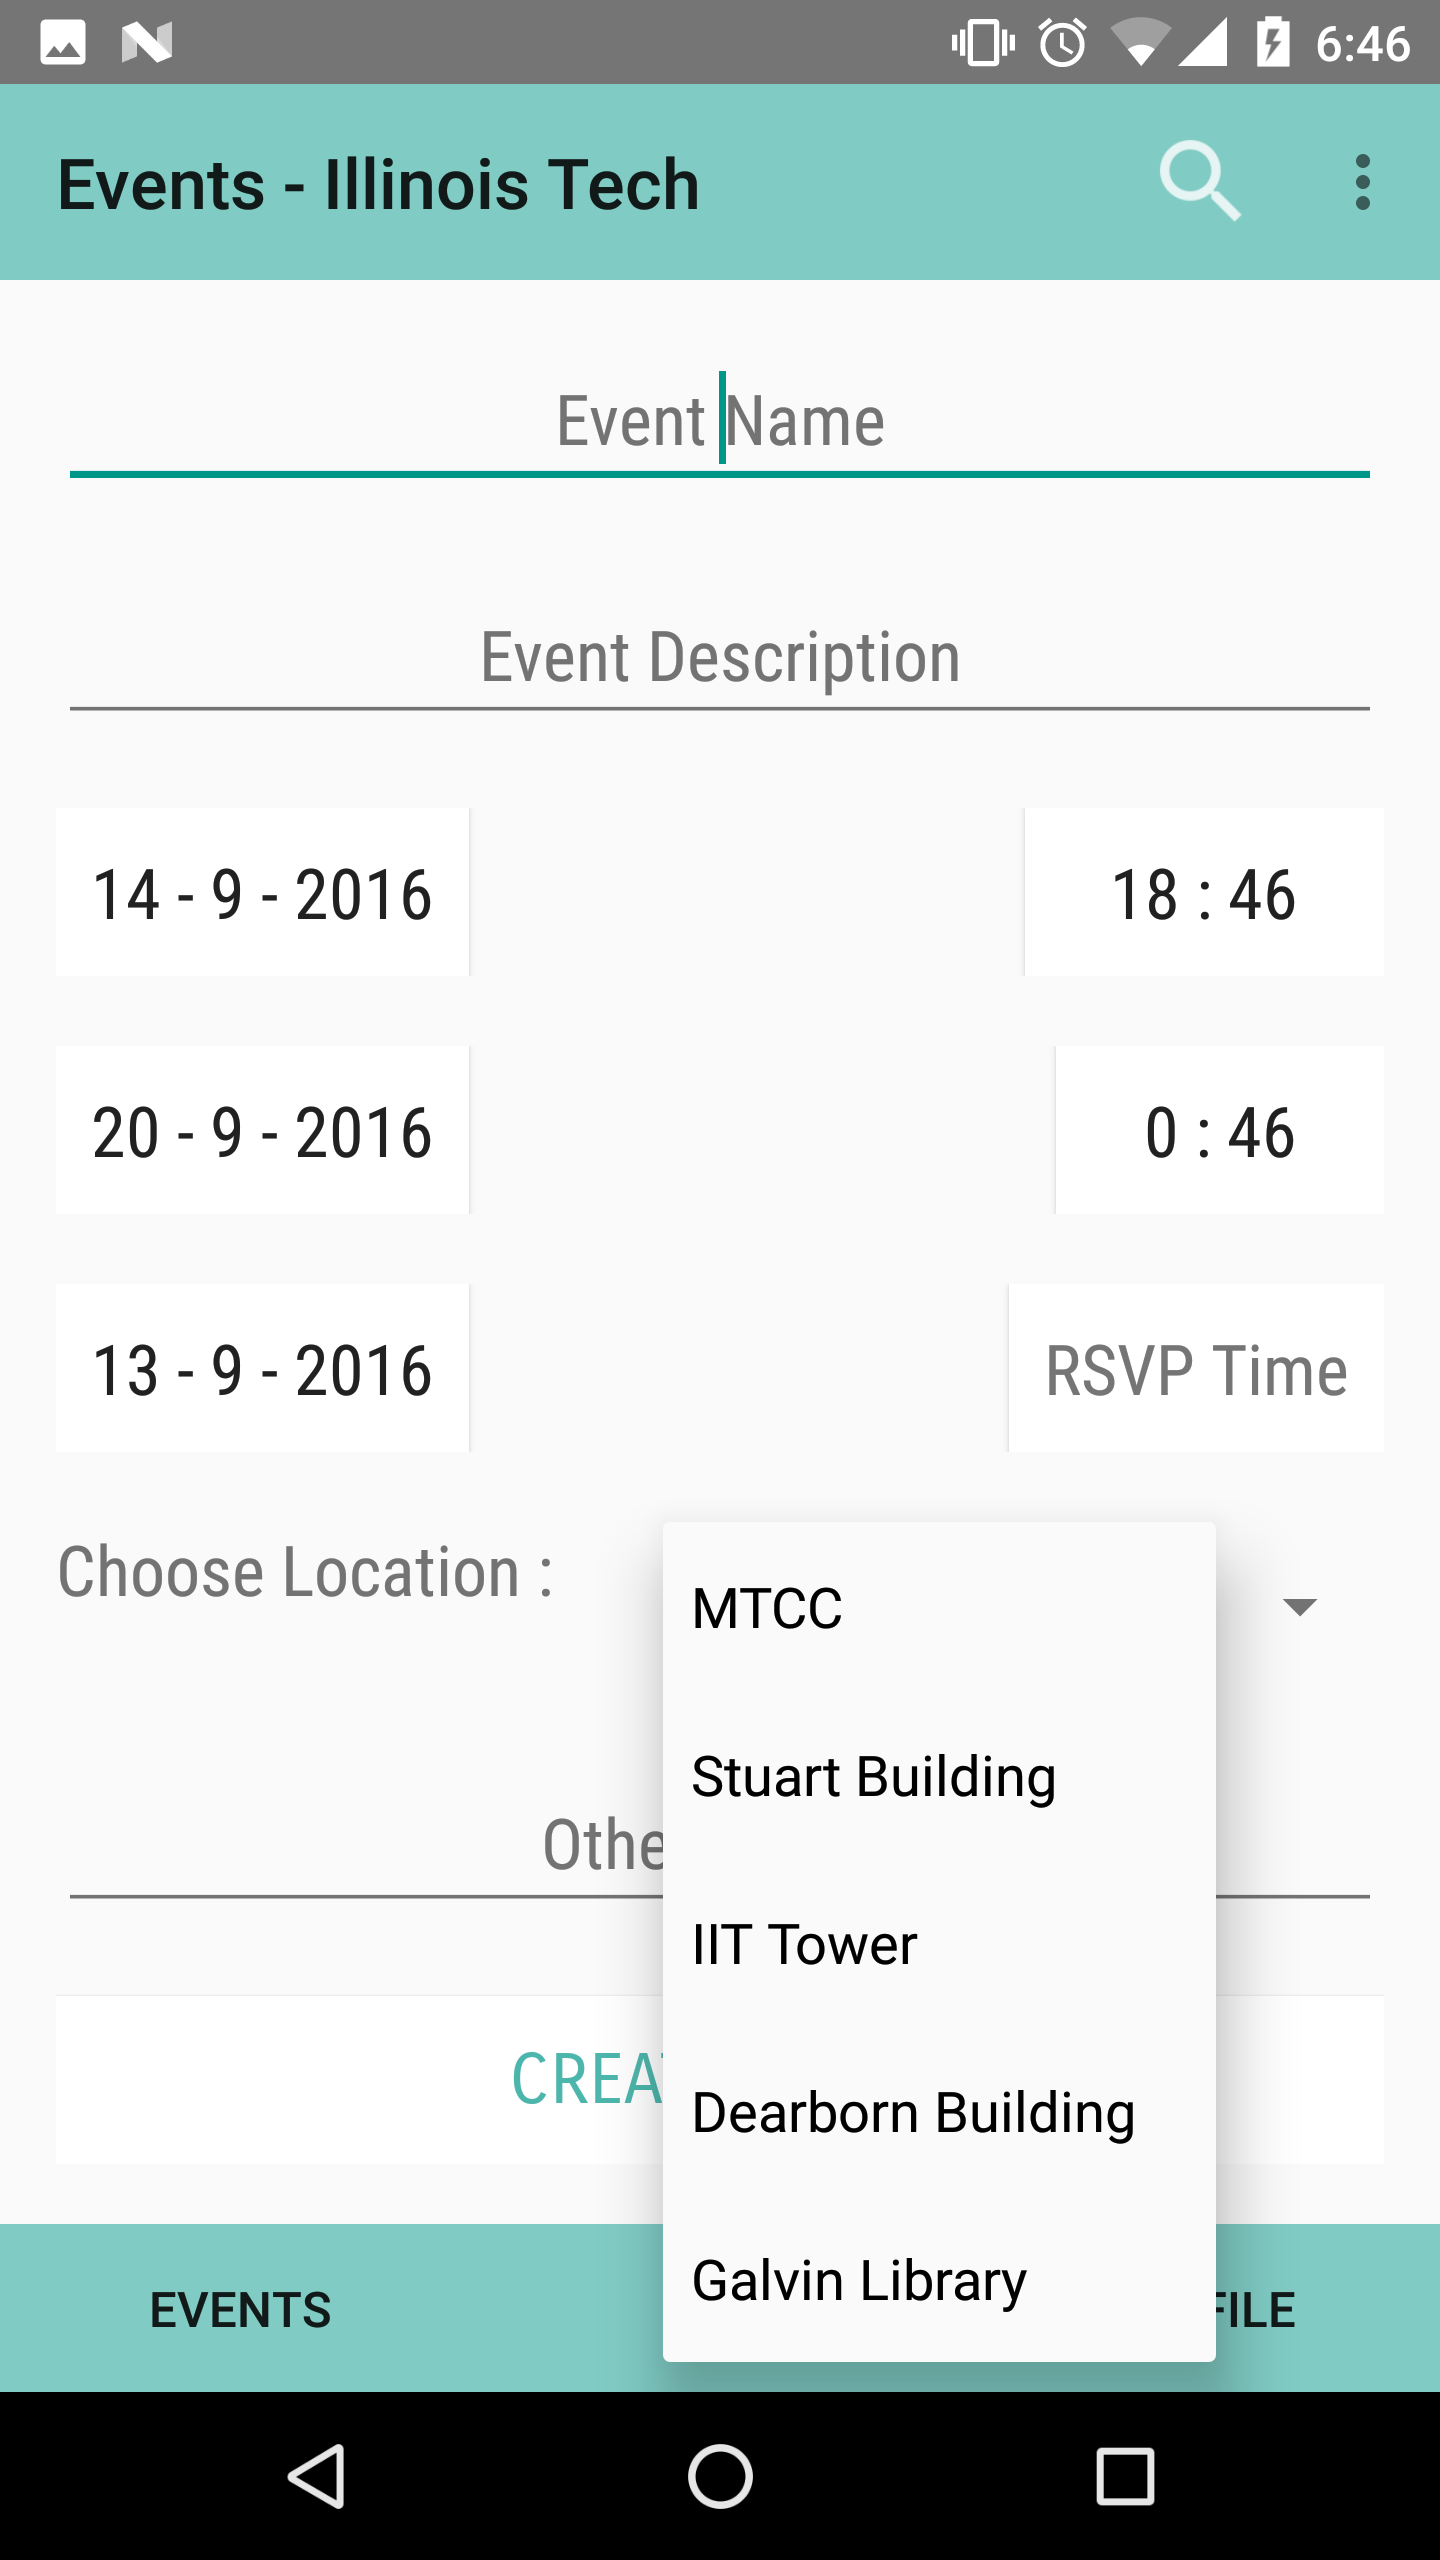 6:46
Events - Illinois Tech
Event Name
Event Description
14 - 9 - 2016
18 : 46
20 - 9 - 2016
0 : 46
13 - 9 - 2016
RSVP Time
Choose Location :
MTCC
Stuart Building
Othe
IIT Tower
CREA
Dearborn Building
Galvin Library
EVENTS
FILE